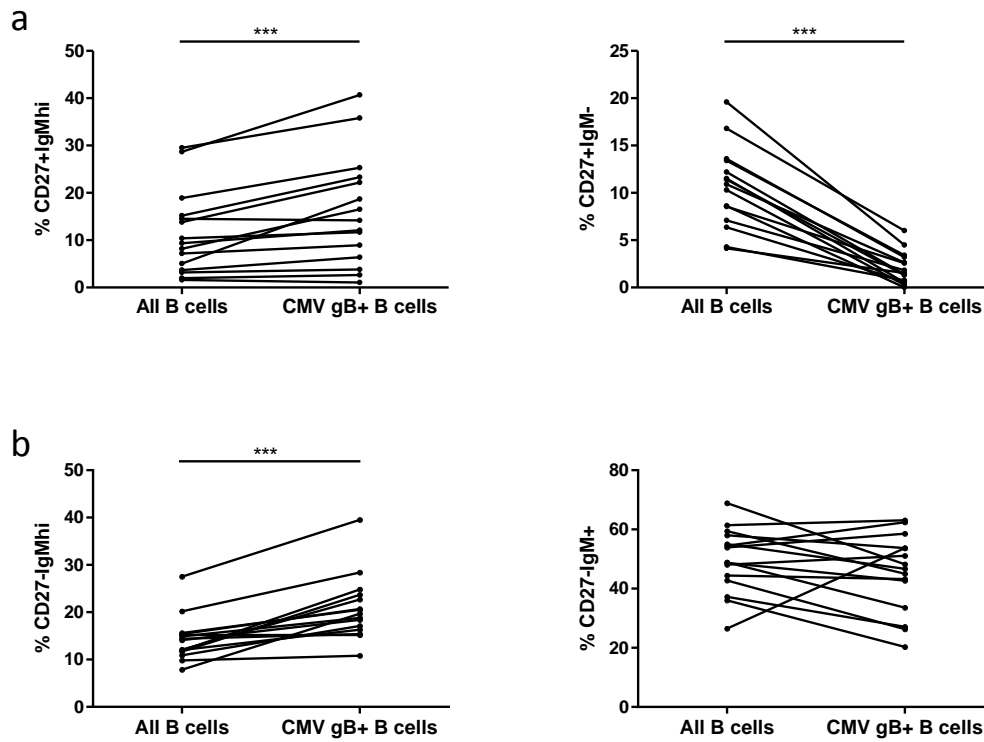 a
***
50
40
30
20
10
0
% CD27+IgMhi
All B cells
CMV gB+ B cells
***
25
20
15
10
5
0
% CD27+IgM-
All B cells
CMV gB+ B cells
b
***
50
40
30
20
10
0
% CD27-IgMhi
All B cells
CMV gB+ B cells
80
60
40
20
0
% CD27-IgM+
All B cells
CMV gB+ B cells